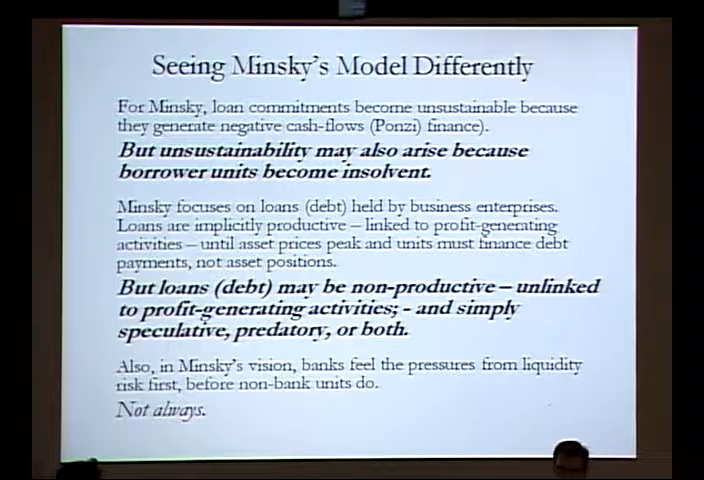 Seeing Minsky's Model Differently
For Minsky, loan commitments become unsustainable because
they generate negative cash-flows (Ponzi) finance).
But unsustainability may also arise because
borrower units become insolvent.
Minsky focuses on loans (debt) held by business enterprises.
Loans are implicitly productive – linked to profit-generating
activities – until asset prices peak and units must finance debt
payments, not asset positions.
But loans (debt) may be non-productive – unlinked
to profit-generating activities; - and simply
speculative, predatory, or both.
Also, in Minsky's vision, banks feel the pressures from liquidity
risk first, before non-bank units do.
Not always.